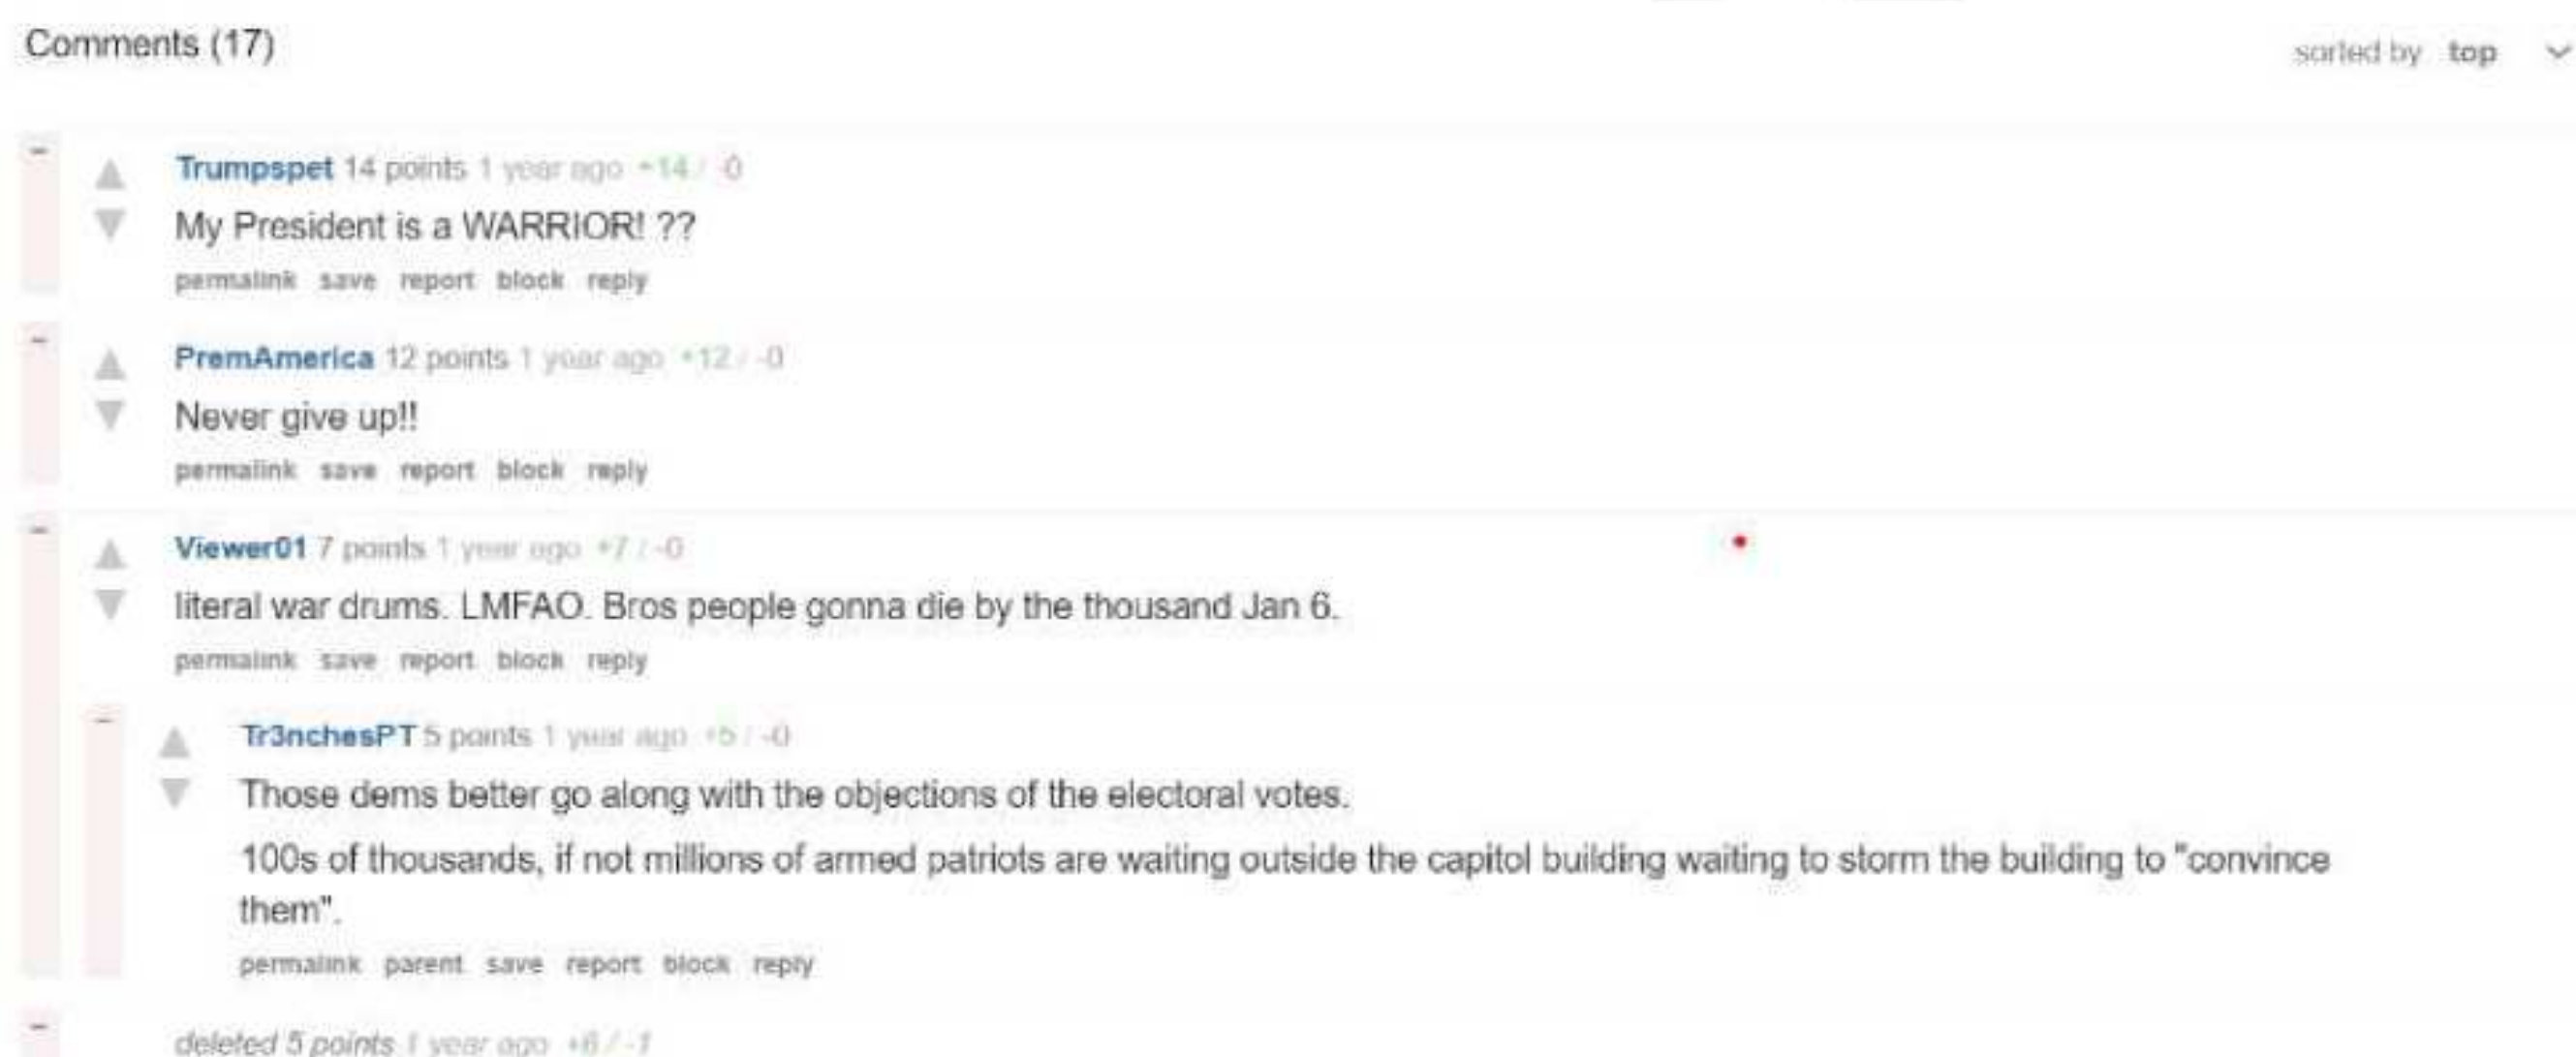 Comments (17)
sorted by top
Trumpspet 14 points 1 year ago +14 / -0
My President is a WARRIOR! ??
permalink save report block reply
PremAmerica 12 points 1 year ago +12 / -0
Never give up!!
permalink save report block reply
Viewer01 7 points 1 year ago +7 / -0
literal war drums. LMFAO. Bros people gonna die by the thousand Jan 6.
permalink save report block reply
Tr3nchesPT 5 points 1 year ago +5 / -0
Those dems better go along with the objections of the electoral votes.
100s of thousands, if not millions of armed patriots are waiting outside the capitol building waiting to storm the building to "convince
them".
permalink parent save report block reply
deleted 5 points 1 year ago +6 / -1